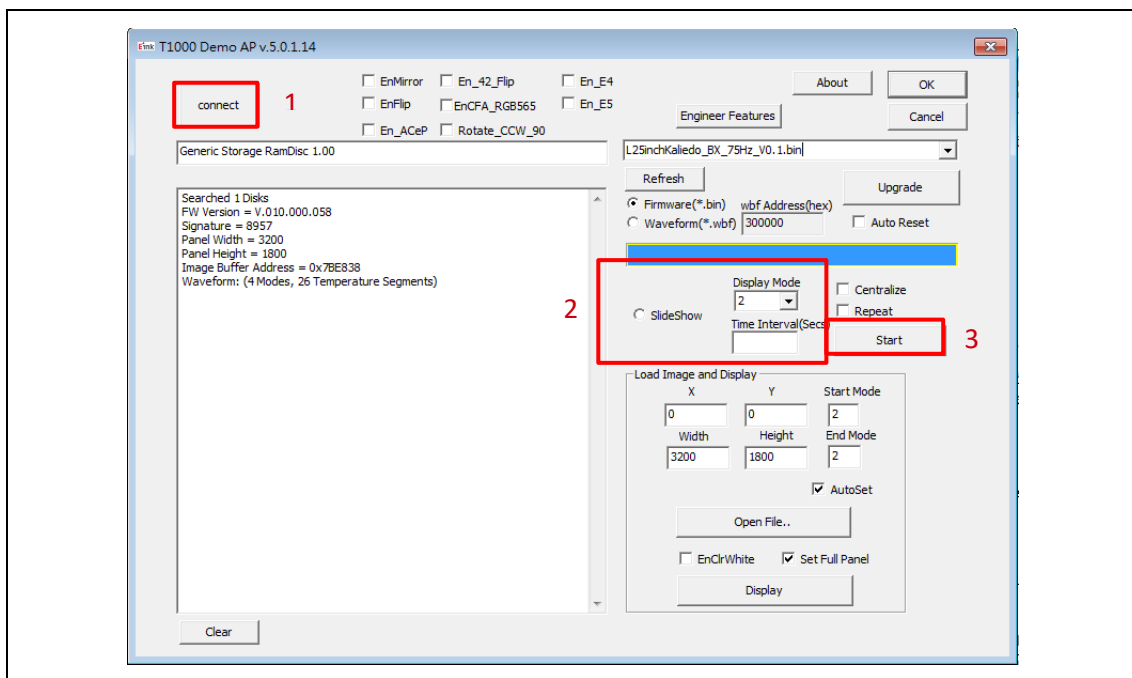 E ink T1000 Demo AP v.5.0.1.14
connect
1
EnMirror
En_42_Flip
En_E4
EnFlip
EnCFA_RGB565
En_E5
En_ACeP
Rotate_CCW_90
About
OK
Engineer Features
Cancel
Generic Storage RamDisc 1.00
L25inchKaliedo_BX_75Hz_V0.1.bin
Refresh
Upgrade
Firmware(*.bin)
wbf Address(hex)
Waveform(*.wbf)
300000
Auto Reset
Searched 1 Disks
FW Version = V.010.000.058
Signature = 8957
Panel Width = 3200
Panel Height = 1800
Image Buffer Address = 0x7BE838
Waveform: (4 Modes, 26 Temperature Segments)
2
SlideShow
Display Mode
2
Time Interval(Secs)
Centralize
Repeat
Start
3
Load Image and Display
X
Y
Start Mode
0
0
2
Width
Height
End Mode
3200
1800
2
AutoSet
Open File..
EnClrWhite
Set Full Panel
Display
Clear